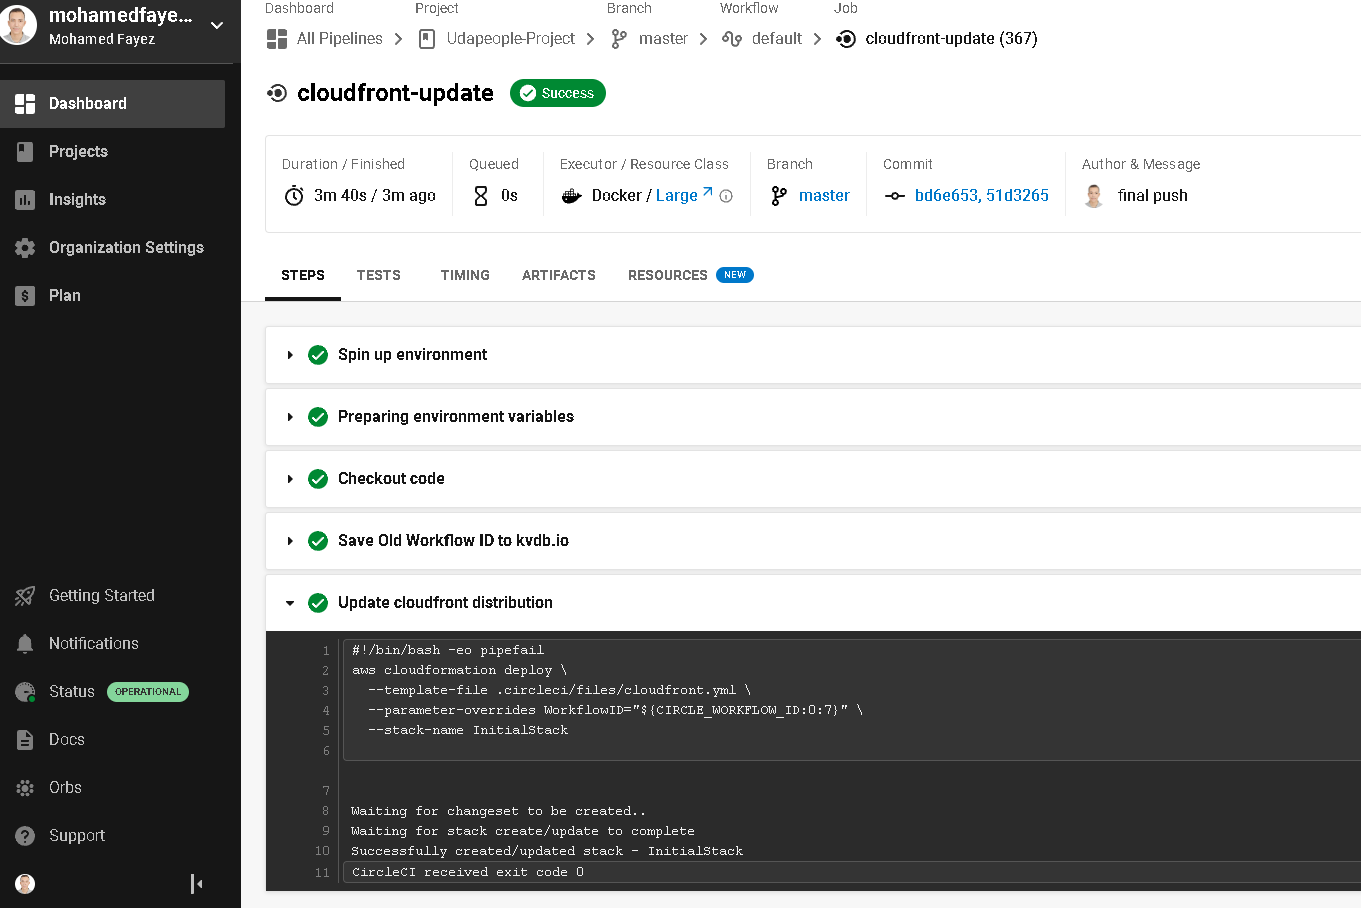 mohamedfaye...
Mohamed Fayez
Dashboard
Projects
Insights
Organization Settings
Plan
Getting Started
Notifications
Status OPERATIONAL
Docs
Orbs
Support
Dashboard Project Branch Workflow Job
All Pipelines Udapeople-Project master default cloudfront-update (367)
cloudfront-update Success
Duration / Finished Queued Executor / Resource Class Branch Commit Author & Message
3m 40s / 3m ago 0s Docker / Large master bd6e653, 51d3265 final push
STEPS TESTS TIMING ARTIFACTS RESOURCES NEW
Spin up environment
Preparing environment variables
Checkout code
Save Old Workflow ID to kvdb.io
Update cloudfront distribution
1 #!/bin/bash -eo pipefail
2 aws cloudformation deploy \
3 --template-file .circleci/files/cloudfront.yml \
4 --parameter-overrides WorkflowID="${CIRCLE_WORKFLOW_ID:0:7}" \
5 --stack-name InitialStack
6
7
8 Waiting for changeset to be created..
9 Waiting for stack create/update to complete
10 Successfully created/updated stack - InitialStack
11 CircleCI received exit code 0